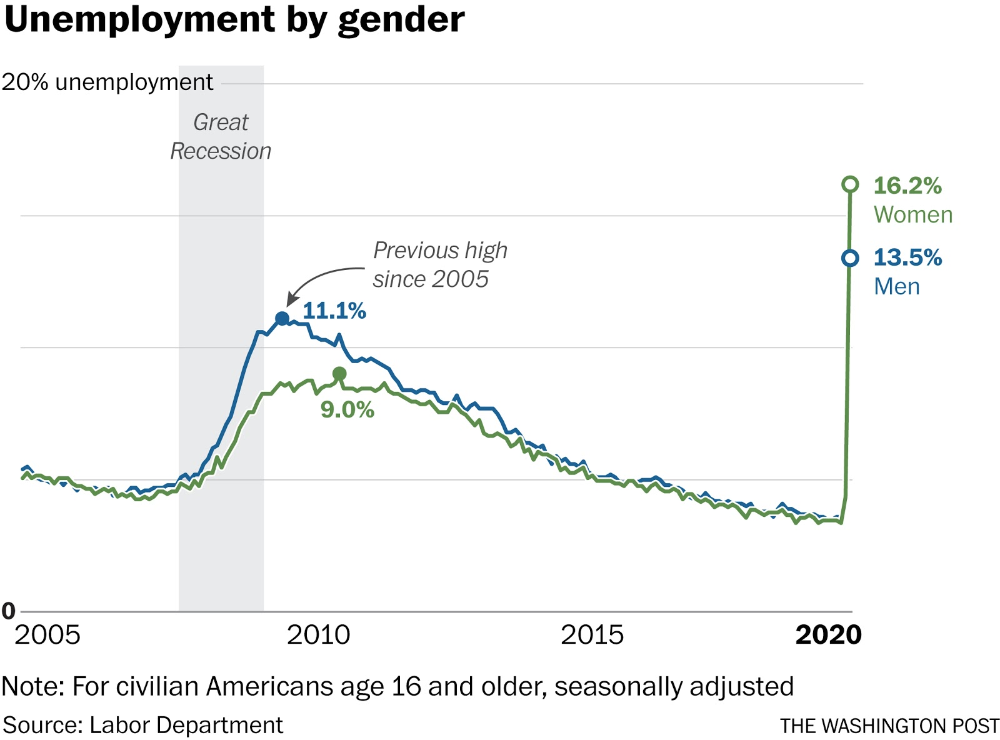 Unemployment by gender
20% unemployment
Great
Recession
16.2%
Women
Previous high
since 2005
13.5%
Men
11.1%
9.0%
0
2005 2010 2015 2020
Note: For civilian Americans age 16 and older, seasonally adjusted
Source: Labor Department
THE WASHINGTON POST